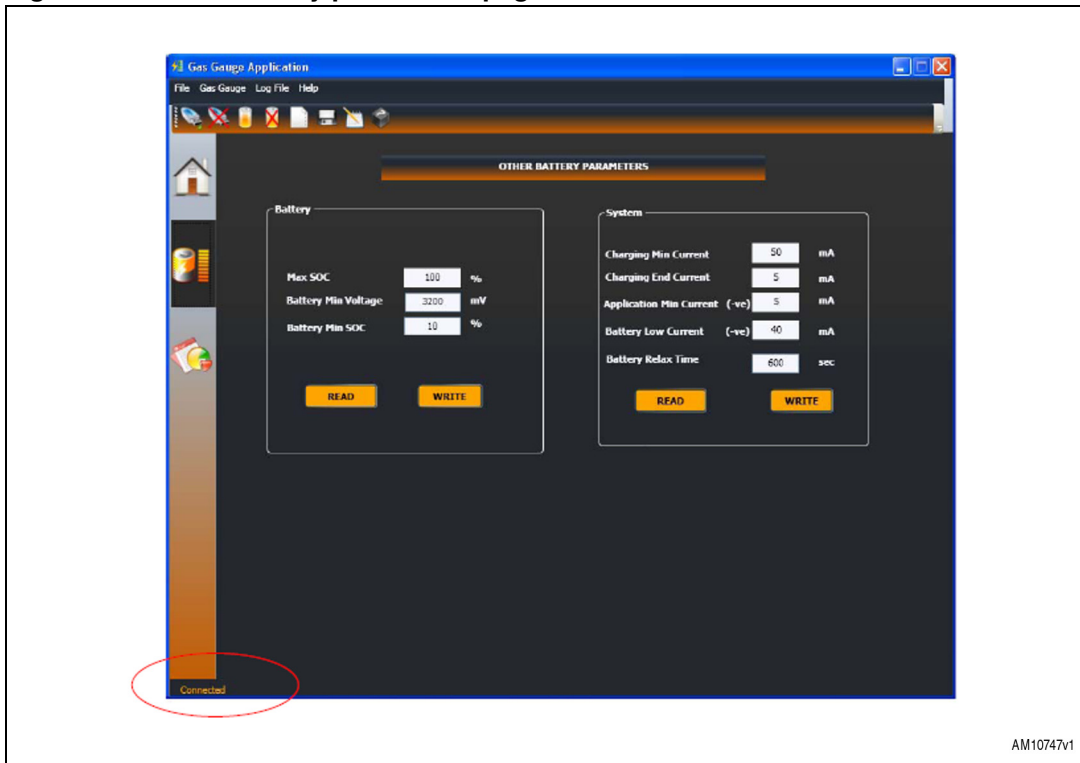 Gas Gauge Application
File Gas Gauge Log File Help
OTHER BATTERY PARAMETERS
Battery
Max SOC 100 %
Battery Min Voltage 3200 mV
Battery Min SOC 10 %
READ WRITE
System
Charging Min Current 50 mA
Charging End Current 5 mA
Application Min Current (-ve) 5 mA
Battery Low Current (-ve) 40 mA
Battery Relax Time 600 sec
READ WRITE
Connected
AM10747v1